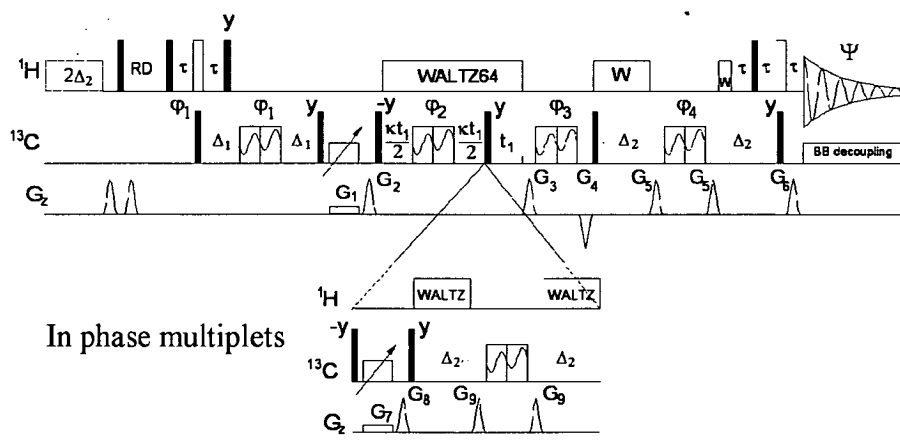 y
Ψ
¹H 2Δ₂ RD τ τ WALTZ64 W W τ τ τ
φ₁ φ₁ y -y φ₂ y φ₃ φ₄ y
¹³C Δ₁ Δ₁ κt₁/2 κt₁/2 t₁ Δ₂ Δ₂ BB decoupling
G_z G₁ G₂ G₃ G₄ G₅ G₅ G₆
¹H WALTZ WALTZ
In phase multiplets
-y y
¹³C Δ₂ Δ₂
G_z G₇ G₈ G₉ G₉